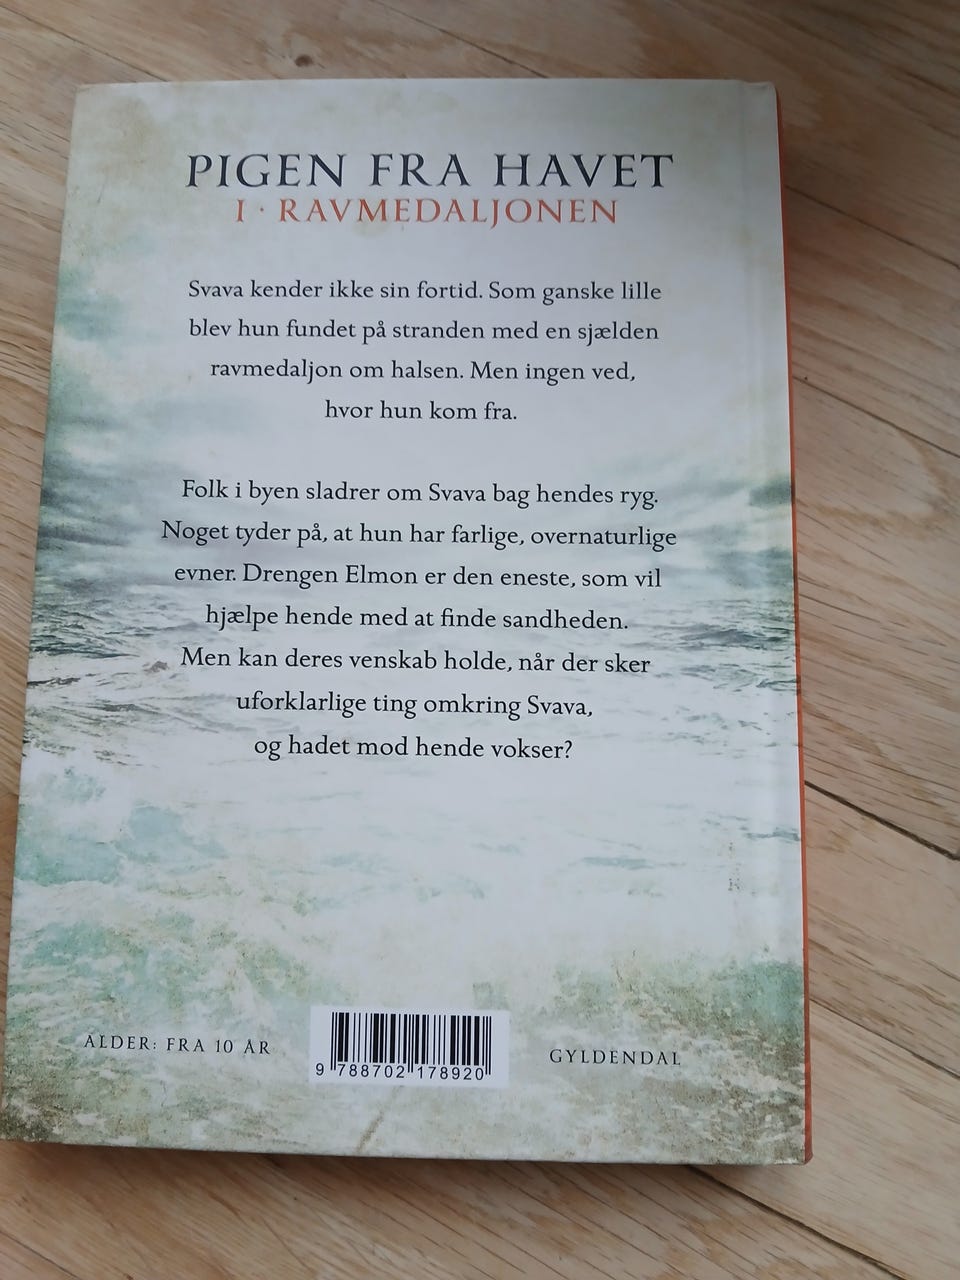 PIGEN FRA HAVET
I · RAVMEDALJONEN
Svava kender ikke sin fortid. Som ganske lille
blev hun fundet på stranden med en sjælden
ravmedaljon om halsen. Men ingen ved,
hvor hun kom fra.
Folk i byen sladrer om Svava bag hendes ryg.
Noget tyder på, at hun har farlige, overnaturlige
evner. Drengen Elmon er den eneste, som vil
hjælpe hende med at finde sandheden.
Men kan deres venskab holde, når der sker
uforklarlige ting omkring Svava,
og hadet mod hende vokser?
ALDER: FRA 10 ÅR
9 788702 178920
GYLDENDAL